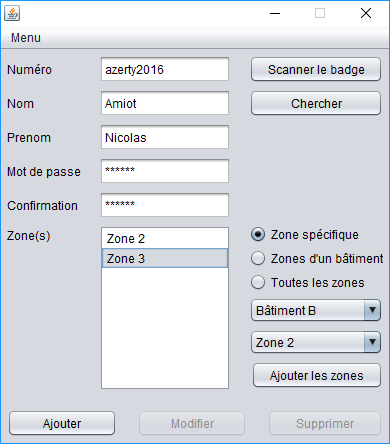 Menu
Numéro azerty2016 Scanner le badge
Nom Amiot Chercher
Prenom Nicolas
Mot de passe ******
Confirmation ******
Zone(s) Zone 2 Zone spécifique
Zone 3 Zones d'un bâtiment
Toutes les zones
Bâtiment B
Zone 2
Ajouter les zones
Ajouter Modifier Supprimer